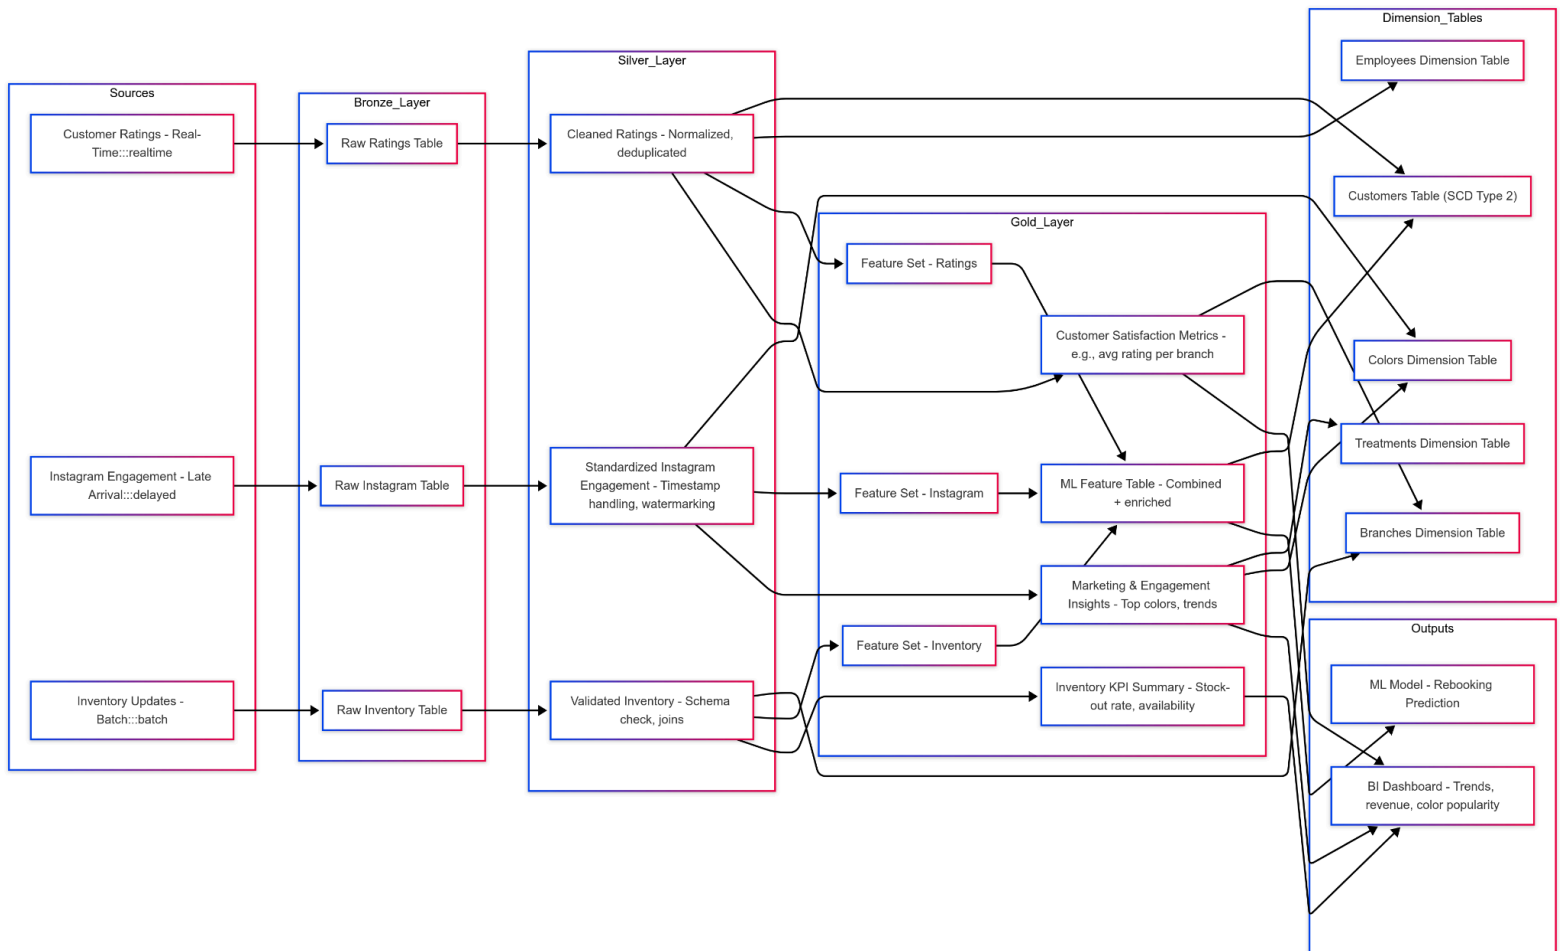 Sources
Customer Ratings - Real-
Time:::realtime
Instagram Engagement - Late
Arrival:::delayed
Inventory Updates -
Batch:::batch
Bronze_Layer
Raw Ratings Table
Raw Instagram Table
Raw Inventory Table
Silver_Layer
Cleaned Ratings - Normalized,
deduplicated
Standardized Instagram
Engagement - Timestamp
handling, watermarking
Validated Inventory - Schema
check, joins
Gold_Layer
Feature Set - Ratings
Customer Satisfaction Metrics -
e.g., avg rating per branch
Feature Set - Instagram
ML Feature Table - Combined
+ enriched
Marketing & Engagement
Insights - Top colors, trends
Feature Set - Inventory
Inventory KPI Summary - Stock-
out rate, availability
Dimension_Tables
Employees Dimension Table
Customers Table (SCD Type 2)
Colors Dimension Table
Treatments Dimension Table
Branches Dimension Table
Outputs
ML Model - Rebooking
Prediction
BI Dashboard - Trends,
revenue, color popularity